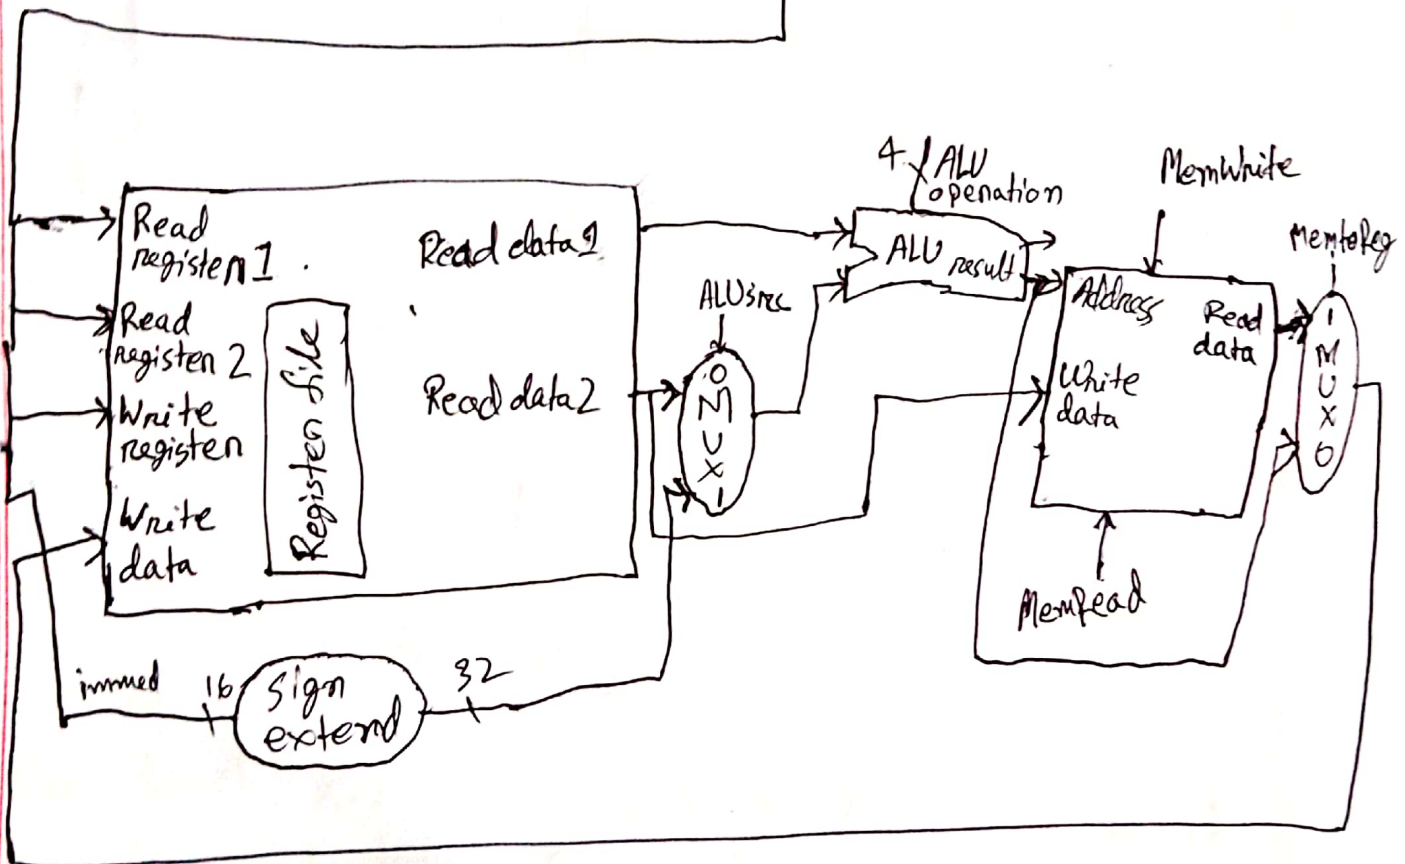 4
ALU
operation
MemWrite
MemtoReg
Read
register 1
Read data 1
ALU
result
Address
Read
data
1
M
U
X
0
ALUsrc
Read
register 2
Register file
Read data 2
0
M
U
X
1
Write
data
Write
register
Write
data
MemRead
immed
16
sign
extend
32